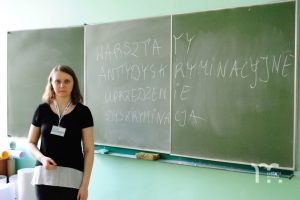 WARSZTATY
ANTYDYSKRYMINACYJNE
UPRZEDZENIE
DYSKRYMINACJA